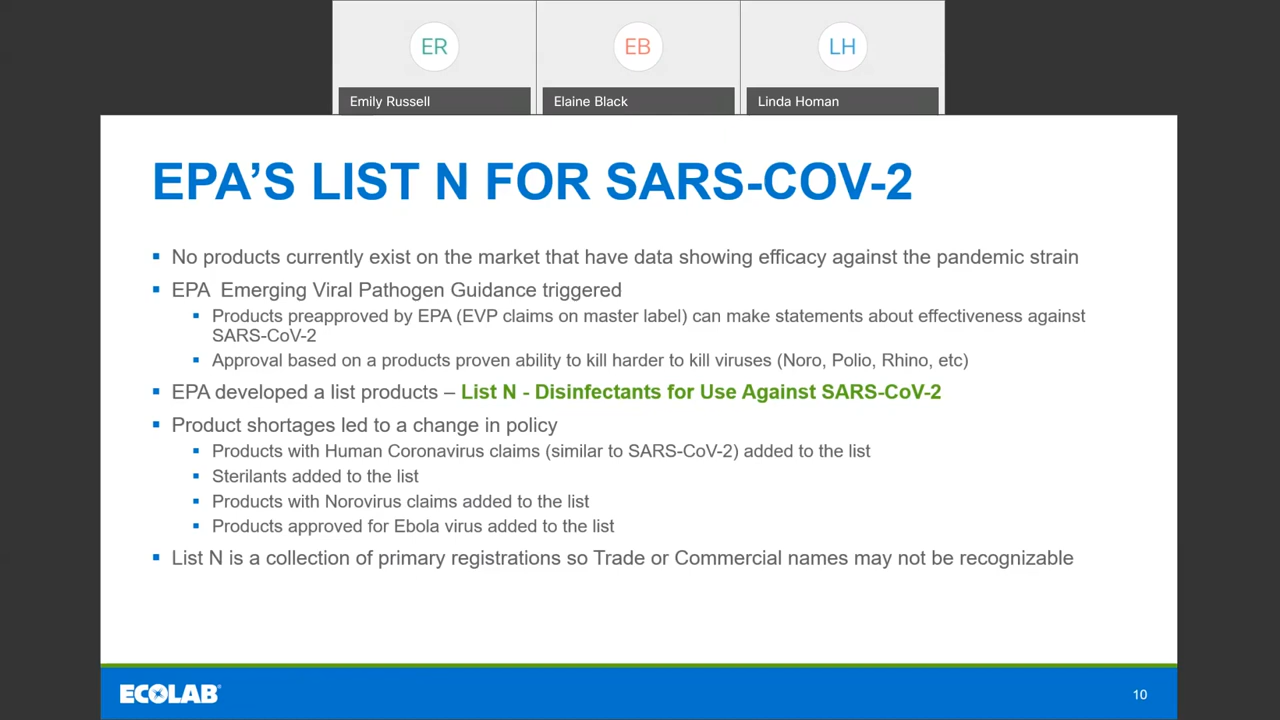 ER
EB
LH
Emily Russell
Elaine Black
Linda Homan
EPA'S LIST N FOR SARS-COV-2
No products currently exist on the market that have data showing efficacy against the pandemic strain
EPA Emerging Viral Pathogen Guidance triggered
Products preapproved by EPA (EVP claims on master label) can make statements about effectiveness against
SARS-CoV-2
Approval based on a products proven ability to kill harder to kill viruses (Noro, Polio, Rhino, etc)
EPA developed a list products – List N - Disinfectants for Use Against SARS-CoV-2
Product shortages led to a change in policy
Products with Human Coronavirus claims (similar to SARS-CoV-2) added to the list
Sterilants added to the list
Products with Norovirus claims added to the list
Products approved for Ebola virus added to the list
List N is a collection of primary registrations so Trade or Commercial names may not be recognizable
ECOLAB®
10